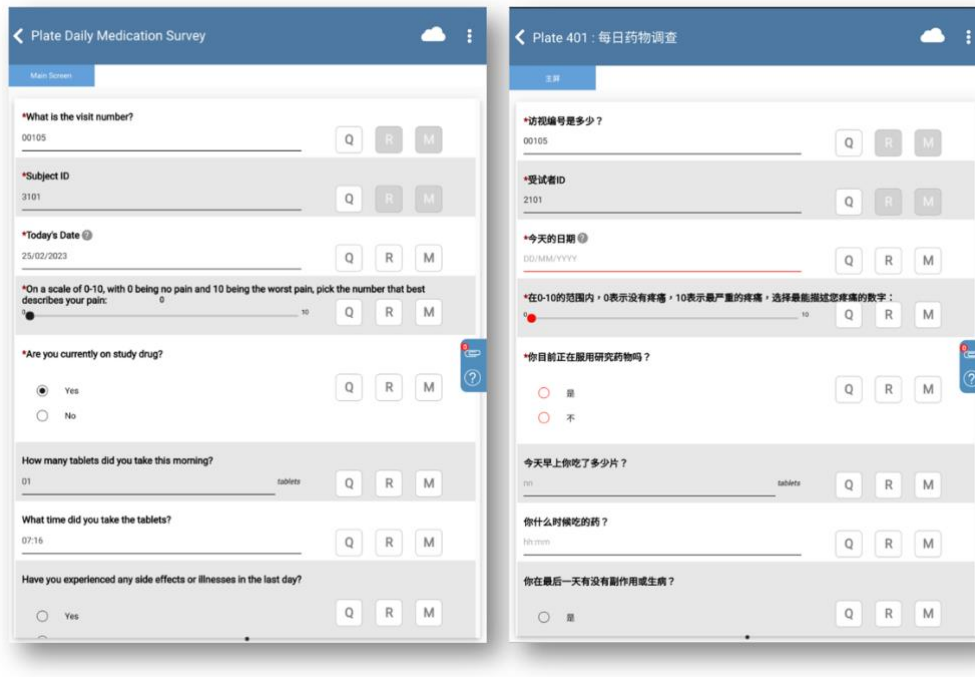 Plate Daily Medication Survey
Main Screen
*What is the visit number?
00105
Q R M
*Subject ID
3101
Q R M
*Today's Date ?
25/02/2023
Q R M
*On a scale of 0-10, with 0 being no pain and 10 being the worst pain, pick the number that best
describes your pain: 0
0 10
Q R M
*Are you currently on study drug?
Yes
Q R M
No
0
?
How many tablets did you take this morning?
01 tablets
Q R M
What time did you take the tablets?
07:16
Q R M
Have you experienced any side effects or illnesses in the last day?
Yes
Q R M
Plate 401 : 每日药物调查
主屏
*访视编号是多少？
00105
Q R M
*受试者ID
2101
Q R M
*今天的日期 ?
DD/MM/YYYY
Q R M
*在0-10的范围内，0表示没有疼痛，10表示最严重的疼痛，选择最能描述您疼痛的数字：
0 10
Q R M
*你目前正在服用研究药物吗？
是
Q R M
不
0
?
今天早上你吃了多少片？
nn tablets
Q R M
你什么时候吃的药？
hh:mm
Q R M
你在最后一天有没有副作用或生病？
是
Q R M